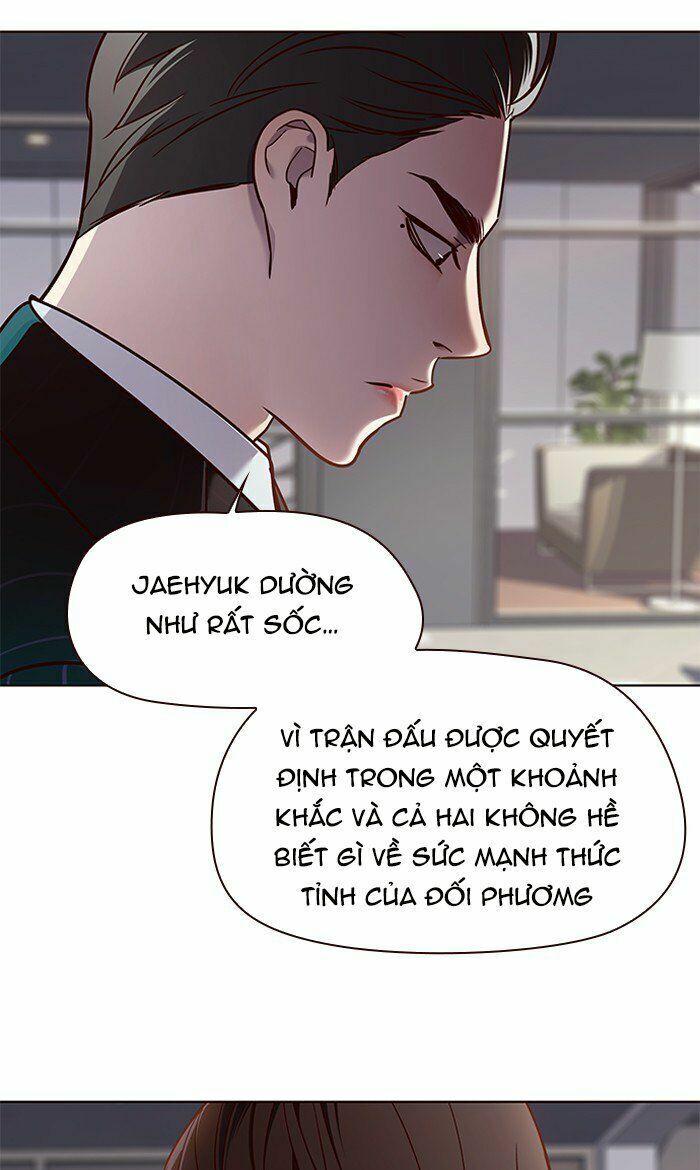 JAEHYUK DƯỜNG
NHƯ RẤT SỐC...
VÌ TRẬN ĐẤU ĐƯỢC QUYẾT
ĐỊNH TRONG MỘT KHOẢNH
KHẮC VÀ CẢ HAI KHÔNG HỀ
BIẾT GÌ VỀ SỨC MẠNH THỨC
TỈNH CỦA ĐỐI PHƯƠNG